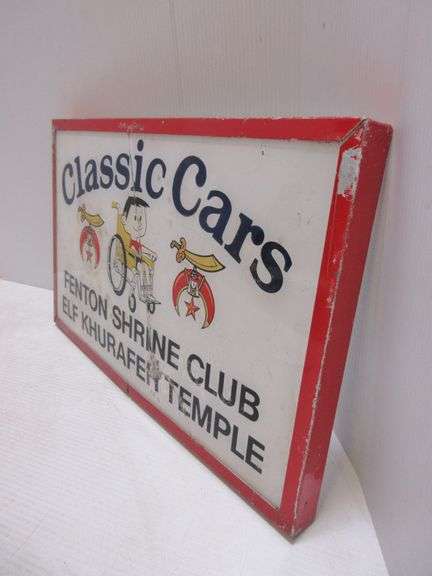 Classic Cars
FENTON SHRINE CLUB
ELF KHURAFEH TEMPLE